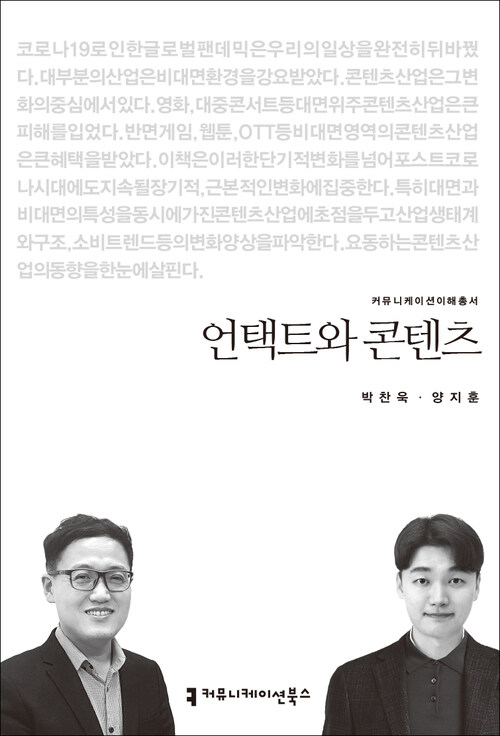 코로나19로인한글로벌팬데믹은우리의일상을완전히뒤바꿨
다.대부분의산업은비대면환경을강요받았다.콘텐츠산업은그변
화의중심에서있다.영화,대중콘서트등대면위주콘텐츠산업은큰
피해를입었다.반면게임,웹툰,OTT등비대면영역의콘텐츠산업
은큰혜택을받았다.이책은이러한단기적변화를넘어포스트코로
나시대에도지속될장기적,근본적인변화에집중한다.특히대면과
비대면의특성을동시에가진콘텐츠산업에초점을두고산업생태계
와구조,소비트렌드등의변화양상을파악한다.요동하는콘텐츠산
업의동향을한눈에살핀다.
커뮤니케이션이해총서
언택트와 콘텐츠
박찬욱 · 양지훈
커뮤니케이션북스